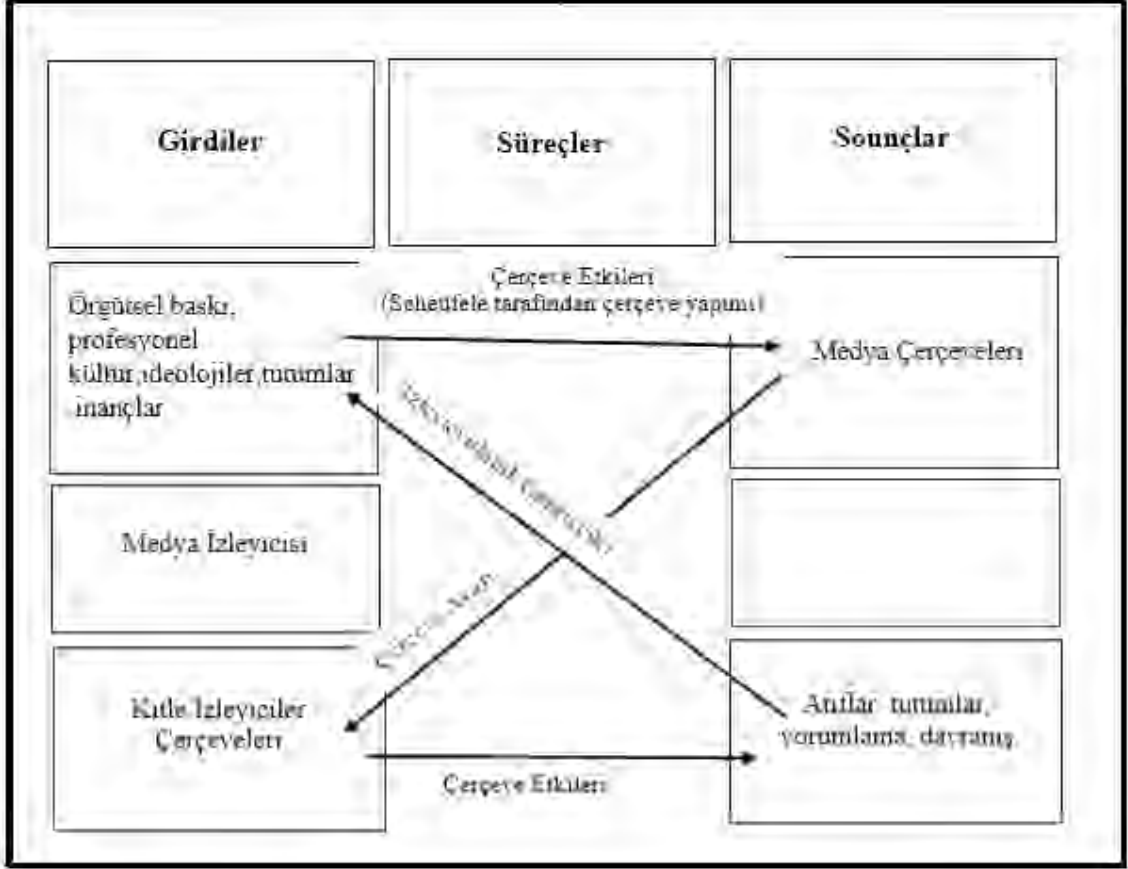 Girdiler
Süreçler
Sounçlar
Çerçeve Etkileri
(Scheufele tarafından çerçeve yapımı)
Örgütsel baskı,
profesyonel
kültür,ideolojiler,tutumlar
inançlar
Medya Çerçeveleri
Medya İzleyicisi
Kitle İzleyiciler
Çerçeveleri
Atıflar tutumlar,
yorumlama, davranış
Çerçeve Etkileri